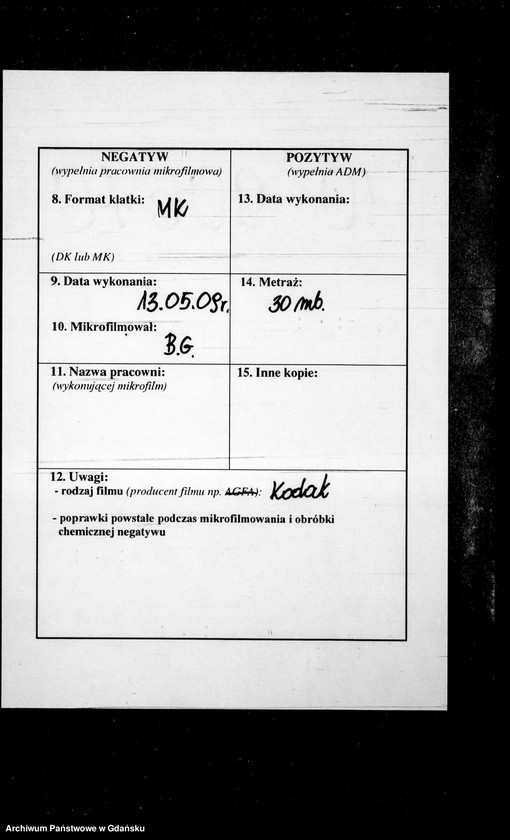 NEGATYW
(wypełnia pracownia mikrofilmowa)
8. Format klatki: MK
(DK lub MK)
9. Data wykonania:
13.05.09r.
10. Mikrofilmował:
B.G.
11. Nazwa pracowni:
(wykonującej mikrofilm)
POZYTYW
(wypełnia ADM)
13. Data wykonania:
14. Metraż:
30 mb.
15. Inne kopie:
12. Uwagi:
- rodzaj filmu (producent filmu np. AGFA): Kodak
- poprawki powstałe podczas mikrofilmowania i obróbki
chemicznej negatywu
Archiwum Państwowe w Gdańsku